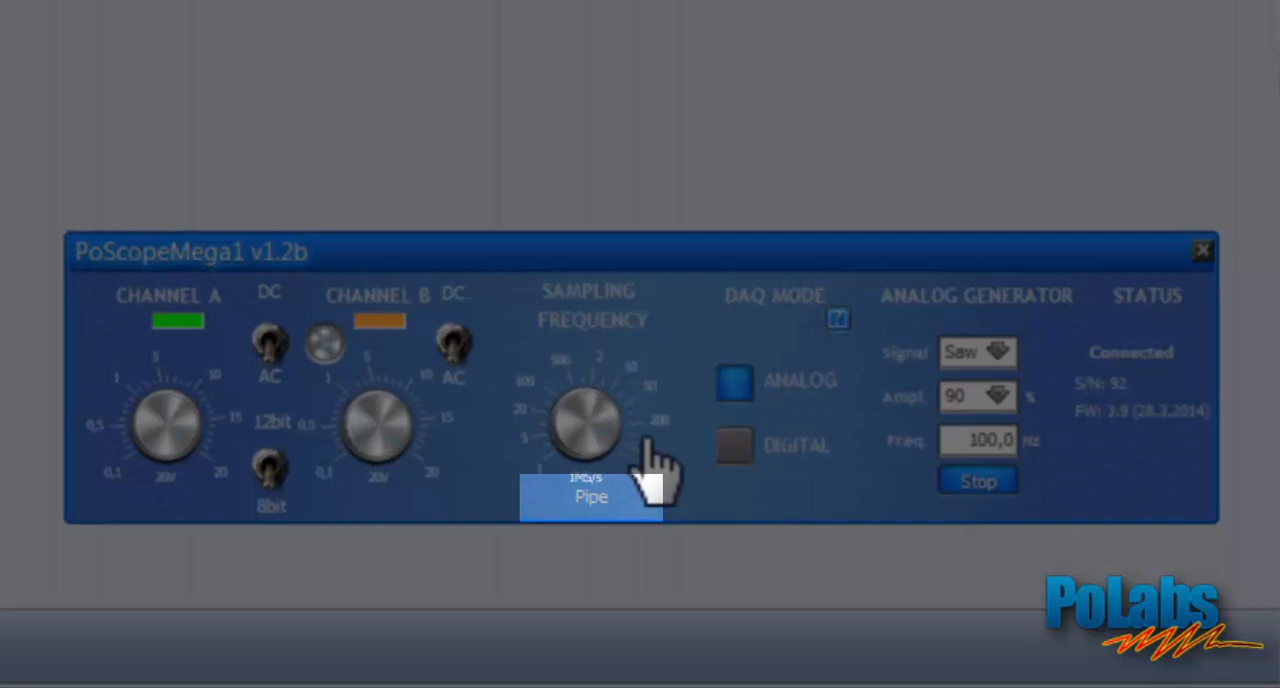 PoScopeMega1 v1.2b
CHANNEL A
DC
AC
5
1
10
0,5
15
0,1
20V
20
12bit
8bit
CHANNEL B
DC
AC
5
1
10
0,5
15
0,1
20V
20
SAMPLING
FREQUENCY
500
2
100
10
20
50
5
200
1
1MS/s
Pipe
DAQ MODE
?
ANALOG
DIGITAL
ANALOG GENERATOR
Signal Saw
Ampl. 90 %
Freq. 100,0 Hz
Stop
STATUS
Connected
S/N: 92
FW: 2.9 (28.3.2014)
PoLabs